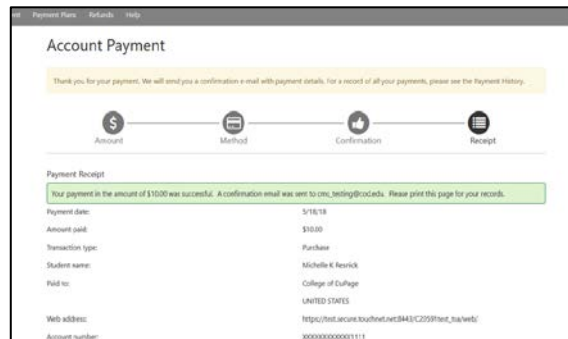 Payment Plans Refunds Help
Account Payment
Thank you for your payment. We will send you a confirmation e-mail with payment details. For a record of all your payments, please see the Payment History.
Amount Method Confirmation Receipt
Payment Receipt
Your payment in the amount of $10.00 was successful. A confirmation email was sent to omc_testing@cod.edu. Please print this page for your records.
Payment date: 5/18/18
Amount paid: $10.00
Transaction type: Purchase
Student name: Michelle K Resnick
Paid to: College of DuPage
UNITED STATES
Web address:
Account number: